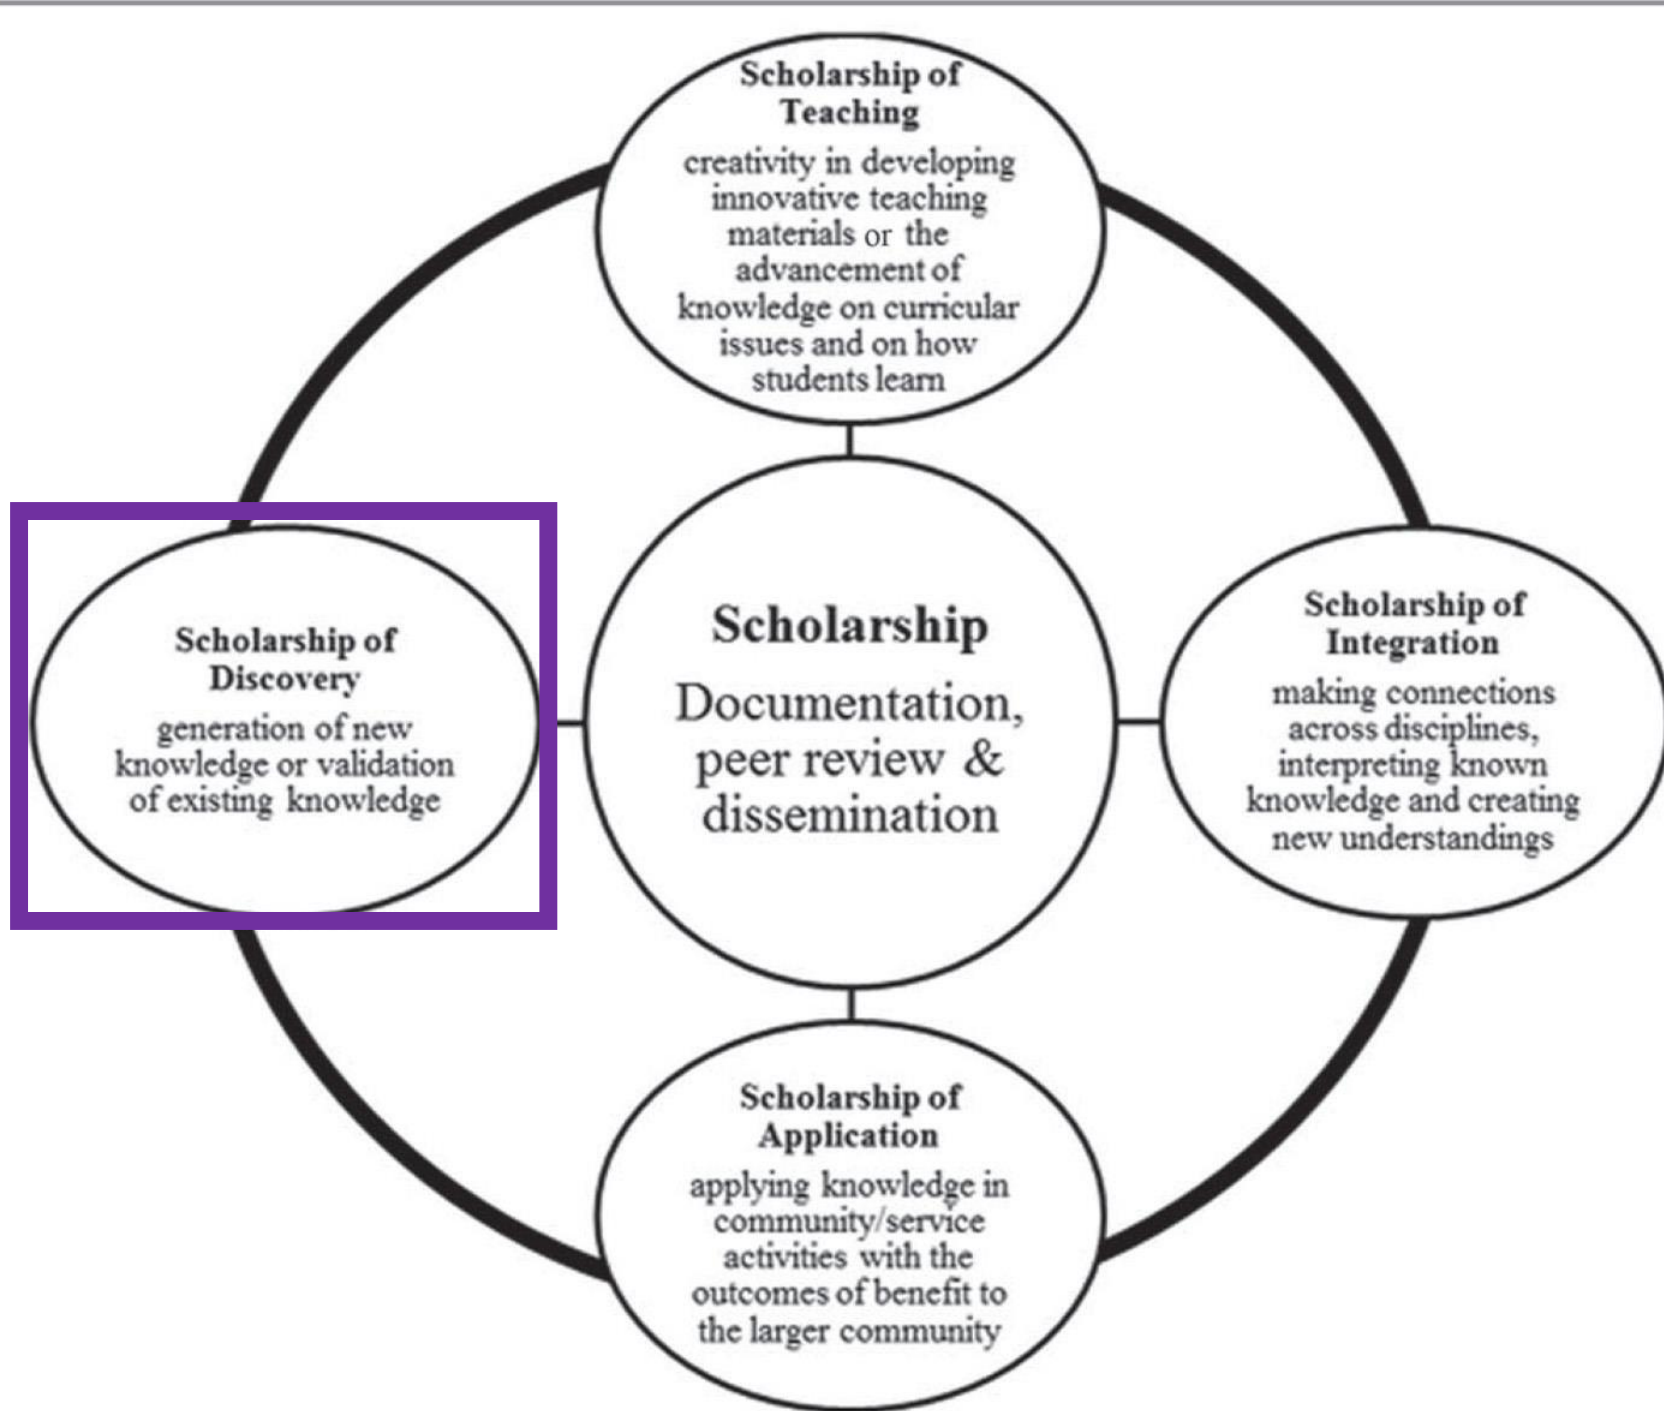 Scholarship of
Teaching
creativity in developing
innovative teaching
materials or the
advancement of
knowledge on curricular
issues and on how
students learn
Scholarship of
Discovery
generation of new
knowledge or validation
of existing knowledge
Scholarship
Documentation,
peer review &
dissemination
Scholarship of
Integration
making connections
across disciplines,
interpreting known
knowledge and creating
new understandings
Scholarship of
Application
applying knowledge in
community/service
activities with the
outcomes of benefit to
the larger community